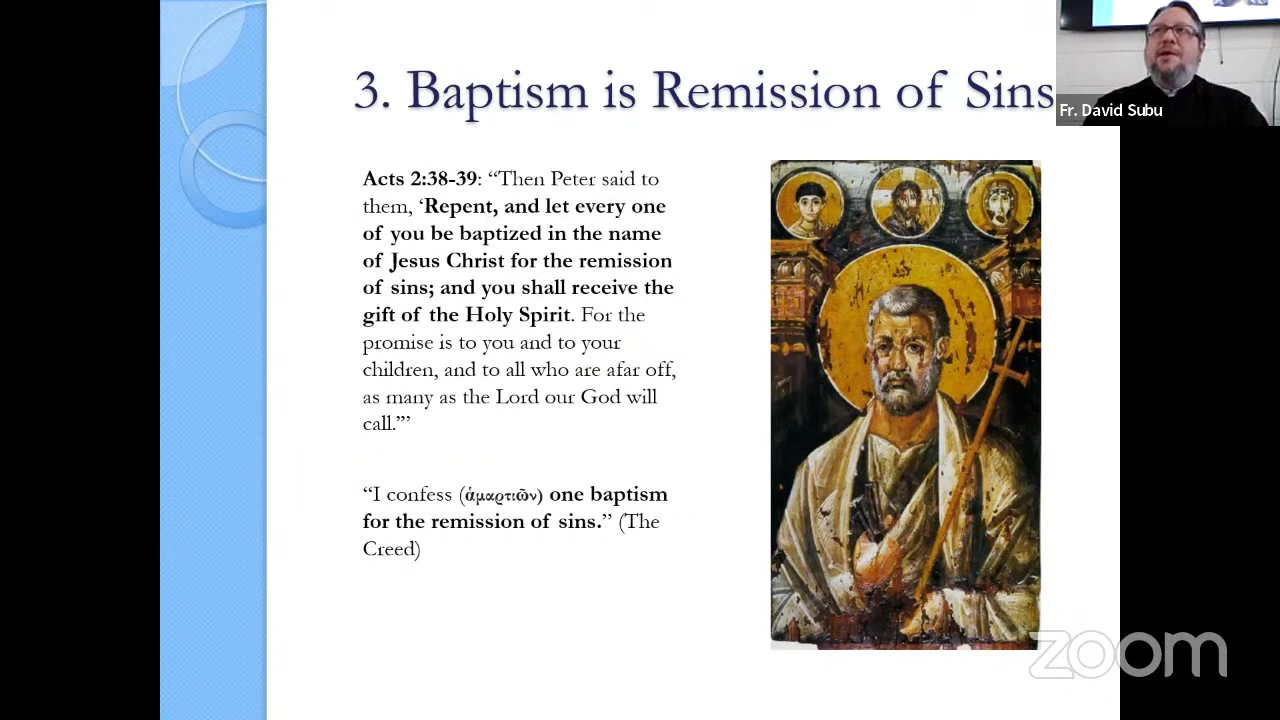 3. Baptism is Remission of Sins
Fr. David Subu
Acts 2:38-39: “Then Peter said to
them, ‘Repent, and let every one
of you be baptized in the name
of Jesus Christ for the remission
of sins; and you shall receive the
gift of the Holy Spirit. For the
promise is to you and to your
children, and to all who are afar off,
as many as the Lord our God will
call.’”
“I confess (ἁμαρτιῶν) one baptism
for the remission of sins.” (The
Creed)
zoom